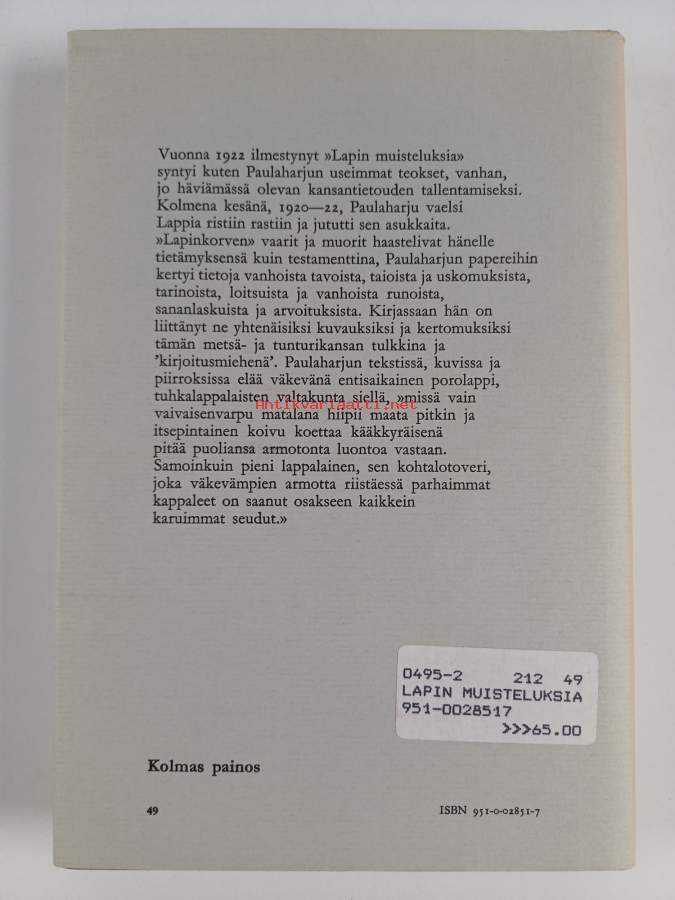 Vuonna 1922 ilmestynyt »Lapin muisteluksia»
syntyi kuten Paulaharjun useimmat teokset, vanhan,
jo häviämässä olevan kansantietouden tallentamiseksi.
Kolmena kesänä, 1920—22, Paulaharju vaelsi
Lappia ristiin rastiin ja jututti sen asukkaita.
»Lapinkorven» vaarit ja muorit haastelivat hänelle
tietämyksensä kuin testamenttina, Paulaharjun papereihin
kertyi tietoja vanhoista tavoista, taioista ja uskomuksista,
tarinoista, loitsuista ja vanhoista runoista,
sananlaskuista ja arvoituksista. Kirjassaan hän on
liittänyt ne yhtenäisiksi kuvauksiksi ja kertomuksiksi
tämän metsä- ja tunturikansan tulkkina ja
’kirjoitusmiehenä’. Paulaharjun tekstissä, kuvissa ja
piirroksissa elää väkevänä entisaikainen porolappi,
tuhkalappalaisten valtakunta siellä, »missä vain
Antikvariaatti.net
vaivaisenvarpu matalana hiipii maata pitkin ja
itsepintainen koivu koettaa kääkkyräisenä
pitää puoliansa armotonta luontoa vastaan.
Samoinkuin pieni lappalainen, sen kohtalotoveri,
joka väkevämpien armotta riistäessä parhaimmat
kappaleet on saanut osakseen kaikkein
karuimmat seudut.»
0495-2 212 49
LAPIN MUISTELUKSIA
951-0028517
>>>65.00
Kolmas painos
49
ISBN 951-0-02851-7